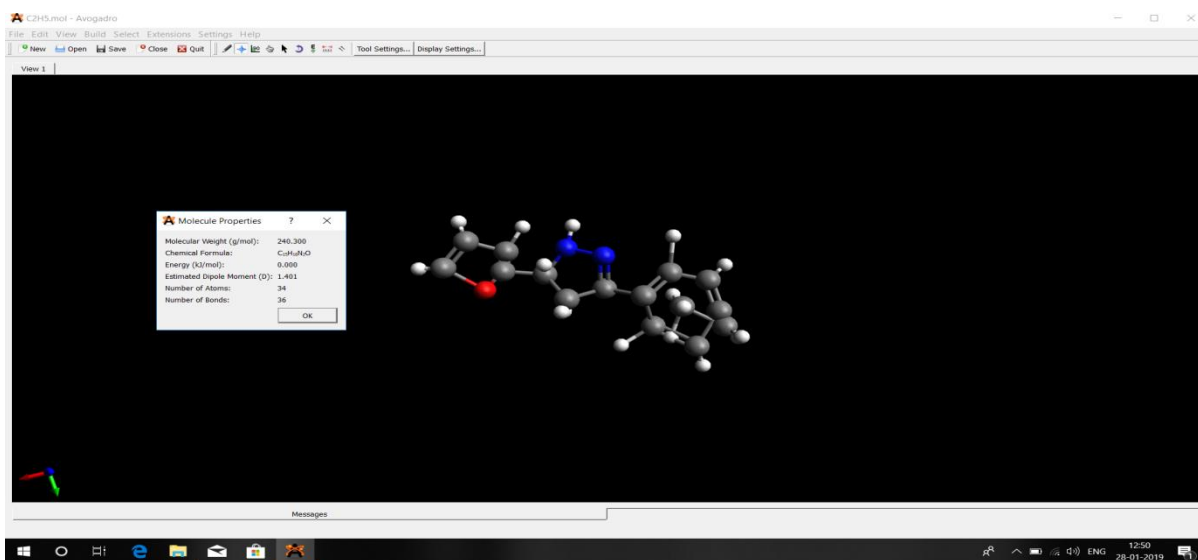 C2H5.mol - Avogadro
File Edit View Build Select Extensions Settings Help
New Open Save Close Quit Tool Settings... Display Settings...
View 1
Molecule Properties ?
Molecular Weight (g/mol): 240.300
Chemical Formula: C₁₅H₁₆N₂O
Energy (kJ/mol): 0.000
Estimated Dipole Moment (D): 1.401
Number of Atoms: 34
Number of Bonds: 36
OK
Messages
ENG
12:50
28-01-2019